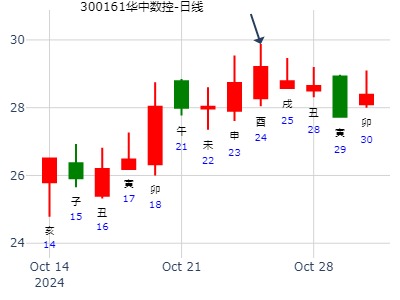 300161华中数控-日线
30
28
26
24
亥
14
子
15
丑
16
寅
17
卯
18
午
21
未
22
申
23
酉
24
戌
25
丑
28
寅
29
卯
30
Oct 14
2024
Oct 21
Oct 28